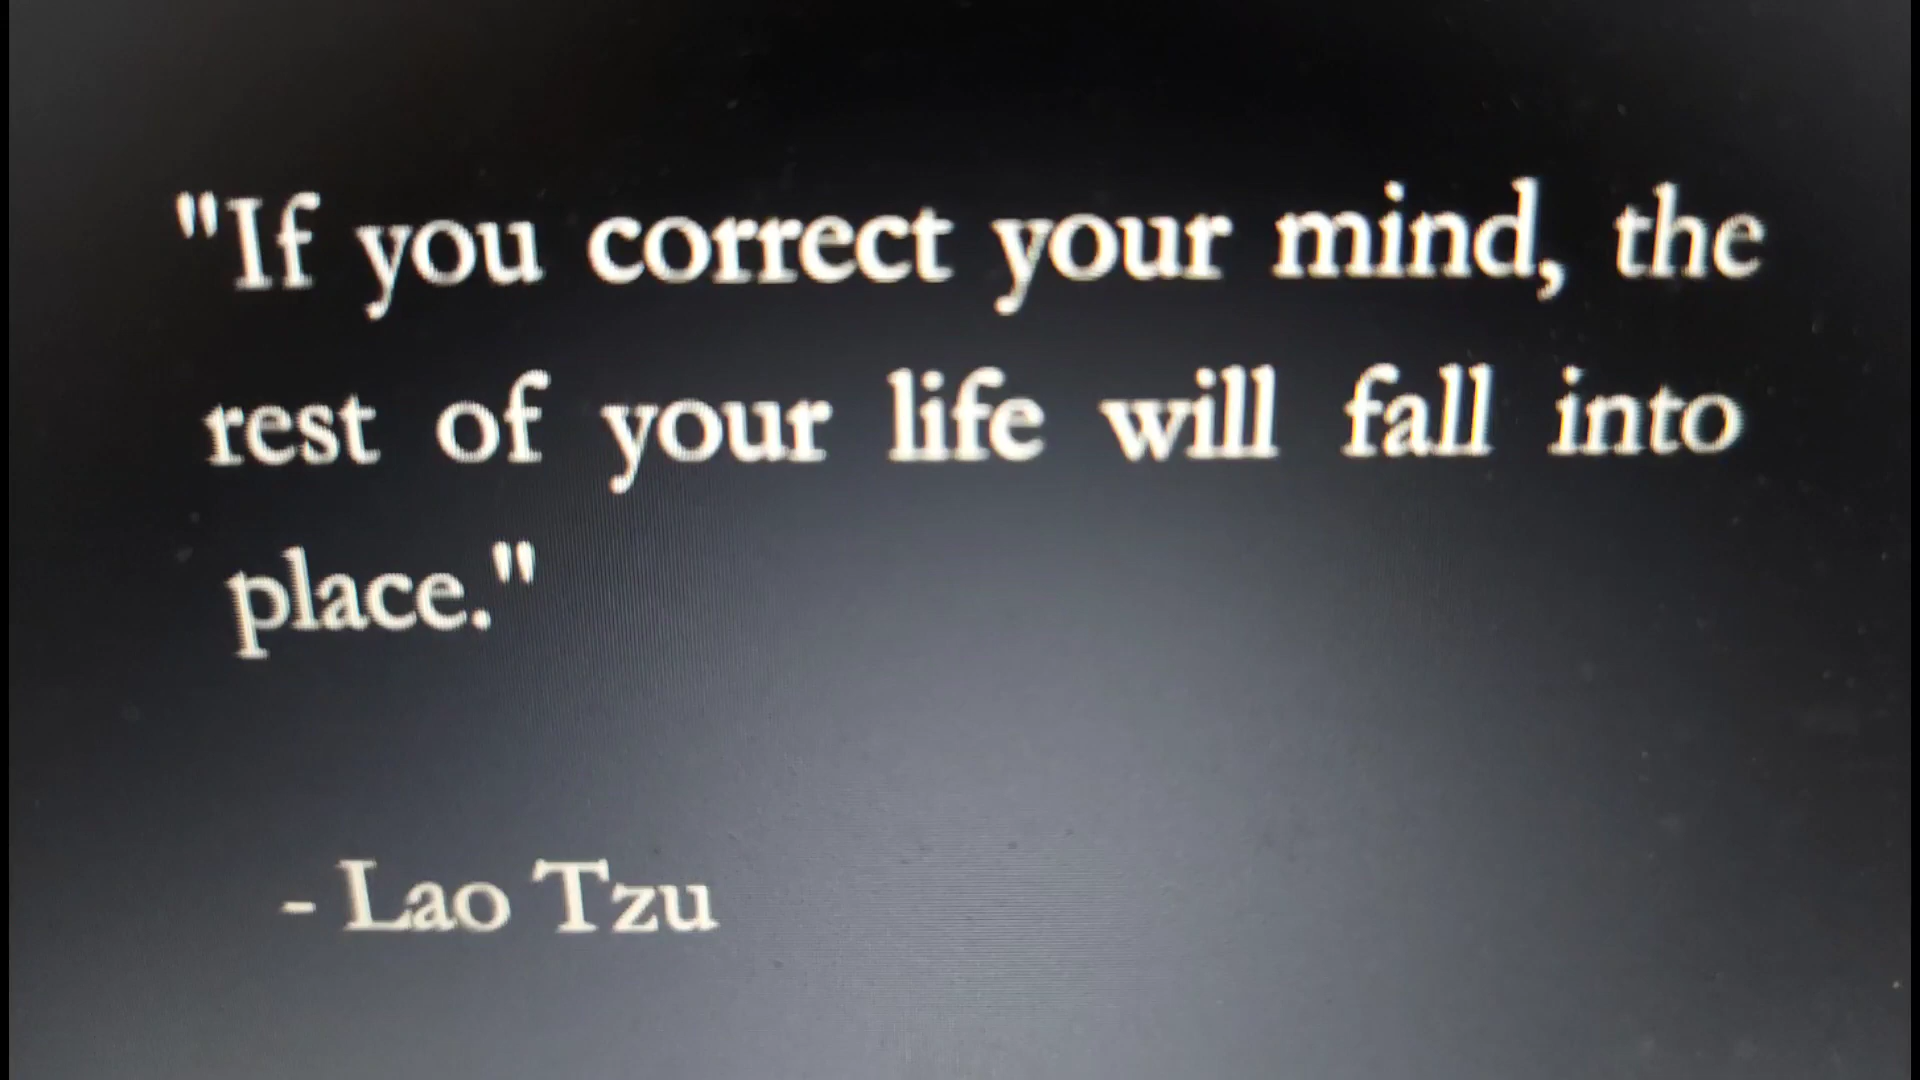 "If you correct your mind, the
rest of your life will fall into
place."
- Lao Tzu